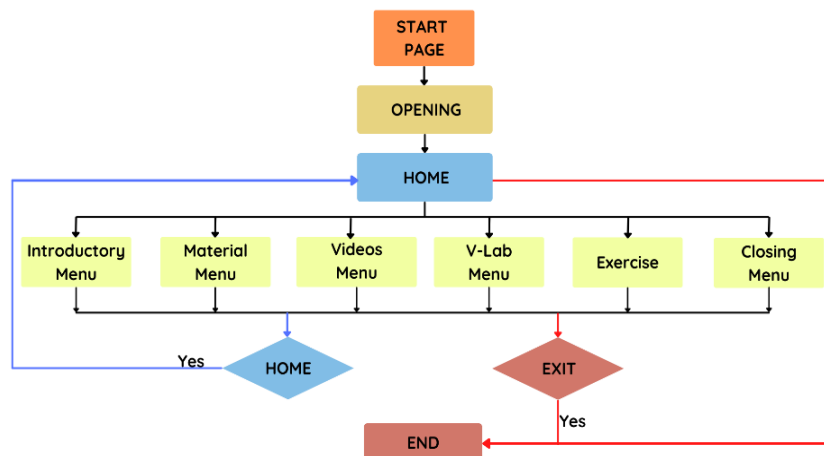 START
PAGE
OPENING
HOME
Introductory
Menu
Material
Menu
Videos
Menu
V-Lab
Menu
Exercise
Closing
Menu
Yes
HOME
EXIT
Yes
END